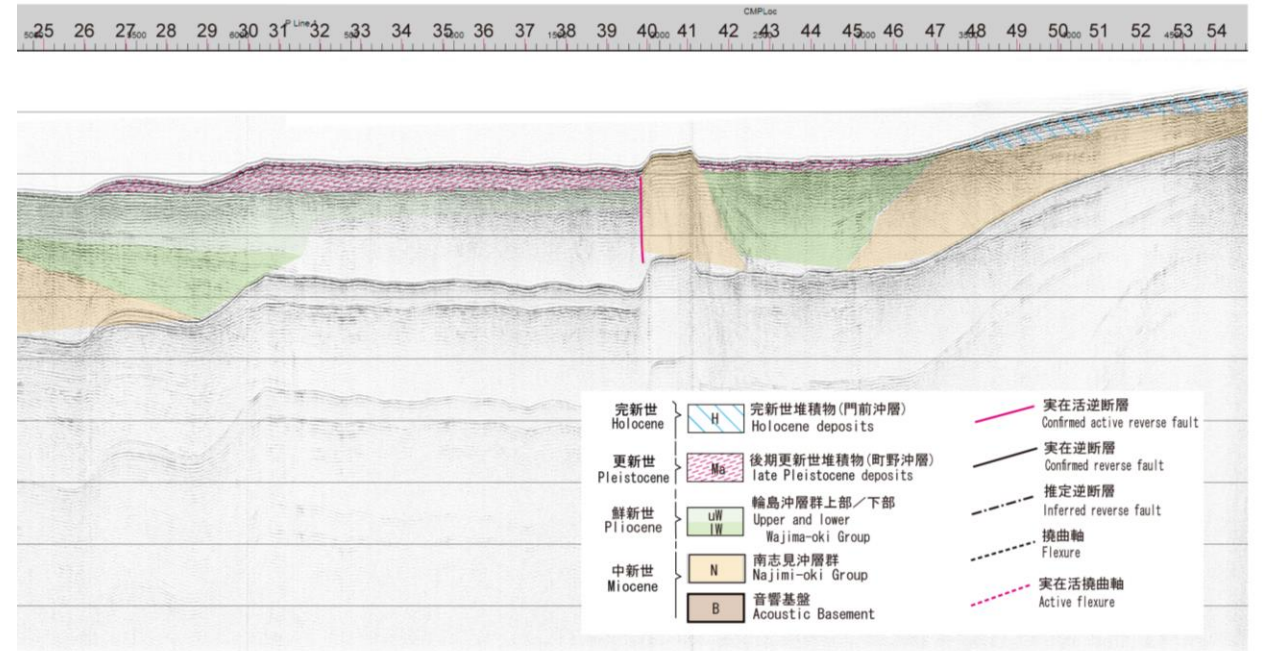 CMPLoc
P Line
25 26 27 28 29 30 31 32 33 34 35 36 37 38 39 40 41 42 43 44 45 46 47 48 49 50 51 52 53 54
完新世
Holocene
H
完新世堆積物(門前沖層)
Holocene deposits
更新世
Pleistocene
Ma
後期更新世堆積物(町野沖層)
late Pleistocene deposits
鮮新世
Pliocene
uW
lW
輪島沖層群上部/下部
Upper and lower
Wajima-oki Group
中新世
Miocene
N
南志見沖層群
Najimi-oki Group
B
音響基盤
Acoustic Basement
実在活逆断層
Confirmed active reverse fault
実在逆断層
Confirmed reverse fault
推定逆断層
Inferred reverse fault
撓曲軸
Flexure
実在活撓曲軸
Active flexure